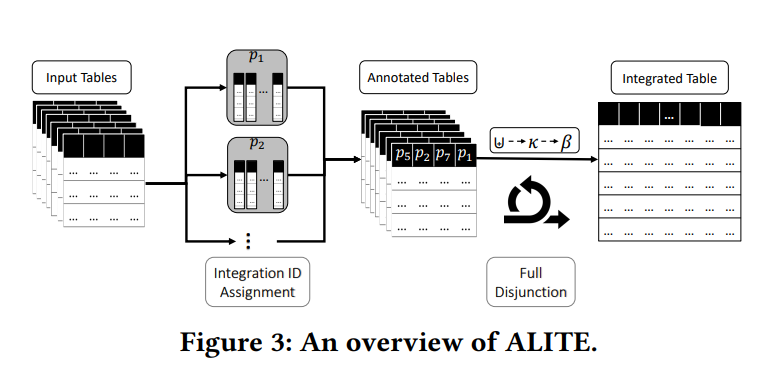 Input Tables
p₁
Annotated Tables
Integrated Table
... 
... ... ... ...
... ... ... ...
p₂
...
p₅ p₂ p₇ p₁
... ... ... ...
... ... ... ...
... ... ... ...
⊎ ⇢ κ ⇢ β
...
... ... ... ... ... ... ...
... ... ... ... ... ... ...
... ... ... ... ... ... ...
... ... ... ... ... ... ...
... ... ... ... ... ... ...
⋮
Integration ID
Assignment
Full
Disjunction
Figure 3: An overview of ALITE.